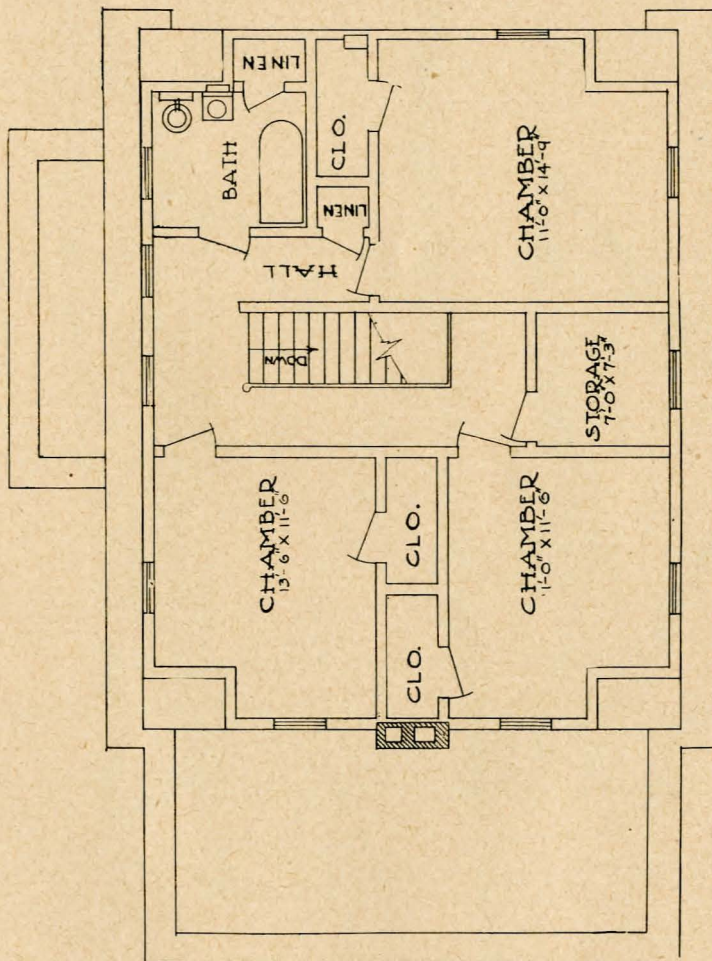 LINEN
BATH
CLO.
LINEN
HALL
CHAMBER
11'-0" X 14'-9"
DOWN
STORAGE
7'-0" X 7'-3"
CHAMBER
13'-6" X 11'-6"
CLO.
CLO.
CHAMBER
1'-0" X 11'-6"